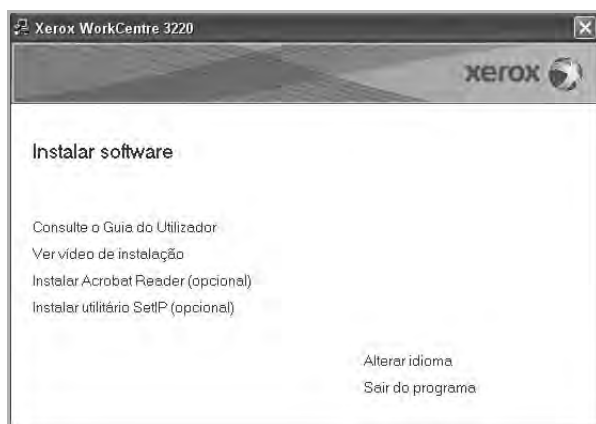 Xerox WorkCentre 3220
xerox
Instalar software
Consulte o Guia do Utilizador
Ver vídeo de instalação
Instalar Acrobat Reader (opcional)
Instalar utilitário SetIP (opcional)
Alterar idioma
Sair do programa